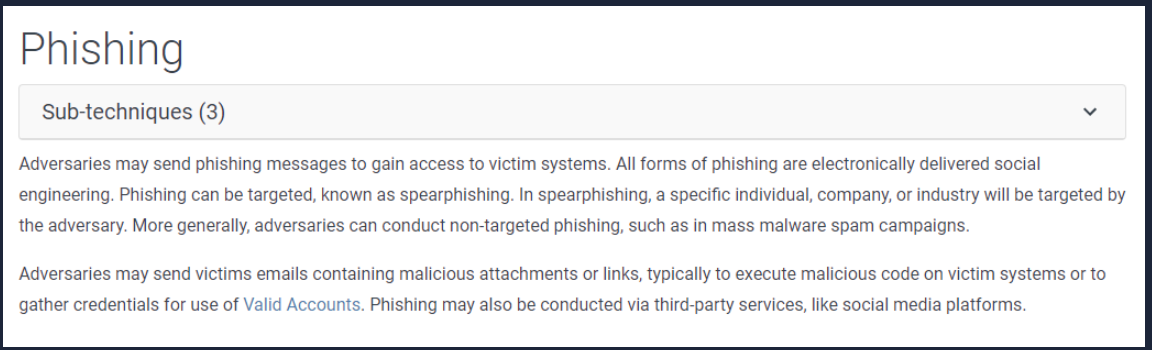 Phishing
Sub-techniques (3)
Adversaries may send phishing messages to gain access to victim systems. All forms of phishing are electronically delivered social
engineering. Phishing can be targeted, known as spearphishing. In spearphishing, a specific individual, company, or industry will be targeted by
the adversary. More generally, adversaries can conduct non-targeted phishing, such as in mass malware spam campaigns.
Adversaries may send victims emails containing malicious attachments or links, typically to execute malicious code on victim systems or to
gather credentials for use of Valid Accounts. Phishing may also be conducted via third-party services, like social media platforms.